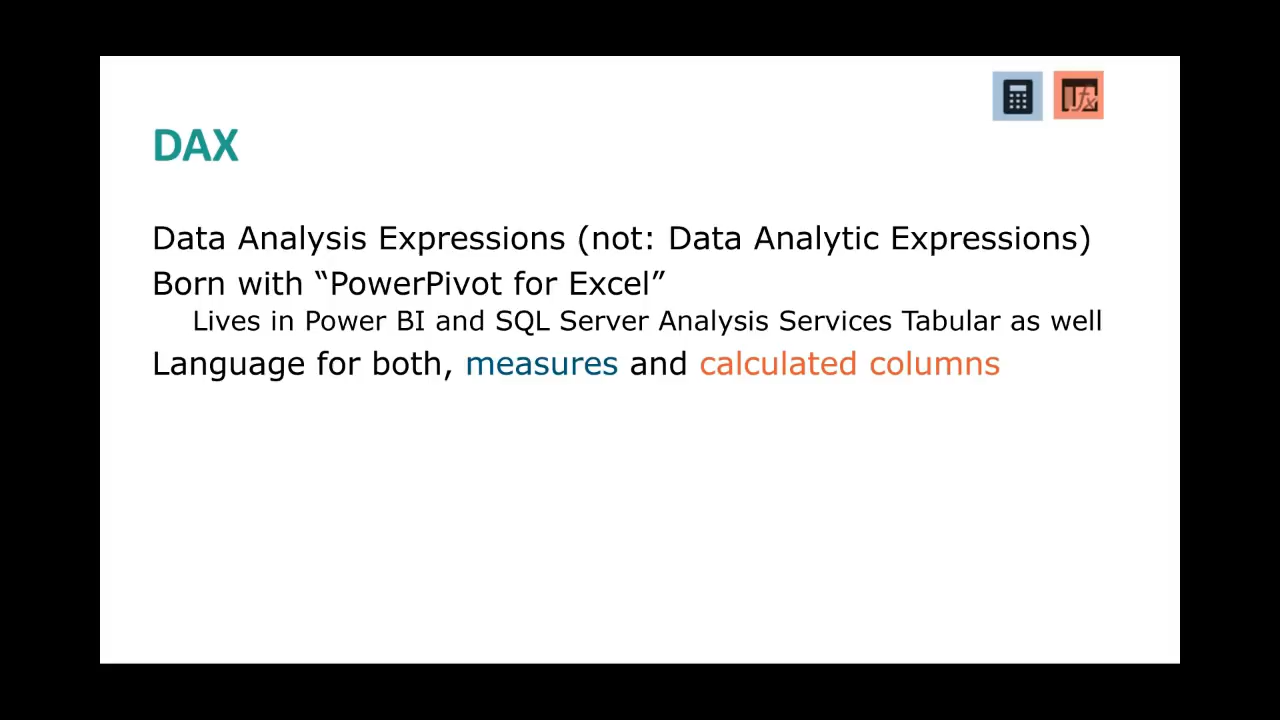 DAX
Data Analysis Expressions (not: Data Analytic Expressions)
Born with “PowerPivot for Excel”
Lives in Power BI and SQL Server Analysis Services Tabular as well
Language for both, measures and calculated columns